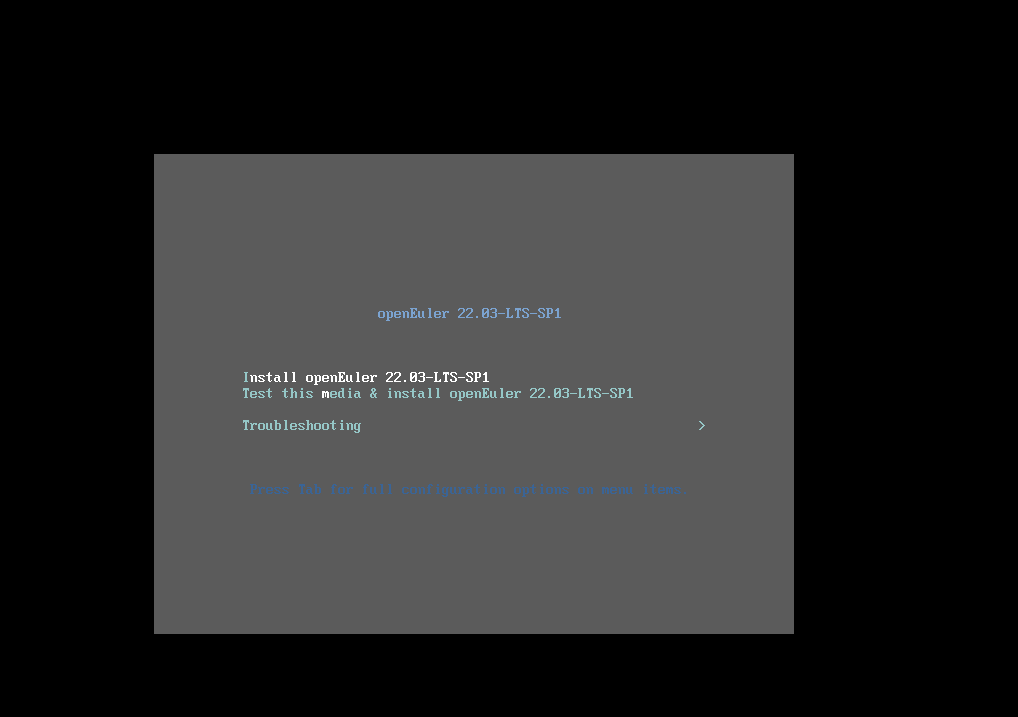 openEuler 22.03-LTS-SP1
Install openEuler 22.03-LTS-SP1
Test this media & install openEuler 22.03-LTS-SP1
Troubleshooting >
Press Tab for full configuration options on menu items.